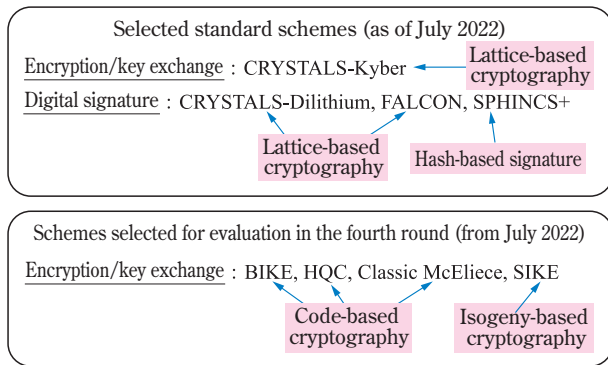 Selected standard schemes (as of July 2022)
Encryption/key exchange : CRYSTALS-Kyber
Lattice-based
cryptography
Digital signature : CRYSTALS-Dilithium, FALCON, SPHINCS+
Lattice-based
cryptography
Hash-based signature
Schemes selected for evaluation in the fourth round (from July 2022)
Encryption/key exchange : BIKE, HQC, Classic McEliece, SIKE
Code-based
cryptography
Isogeny-based
cryptography